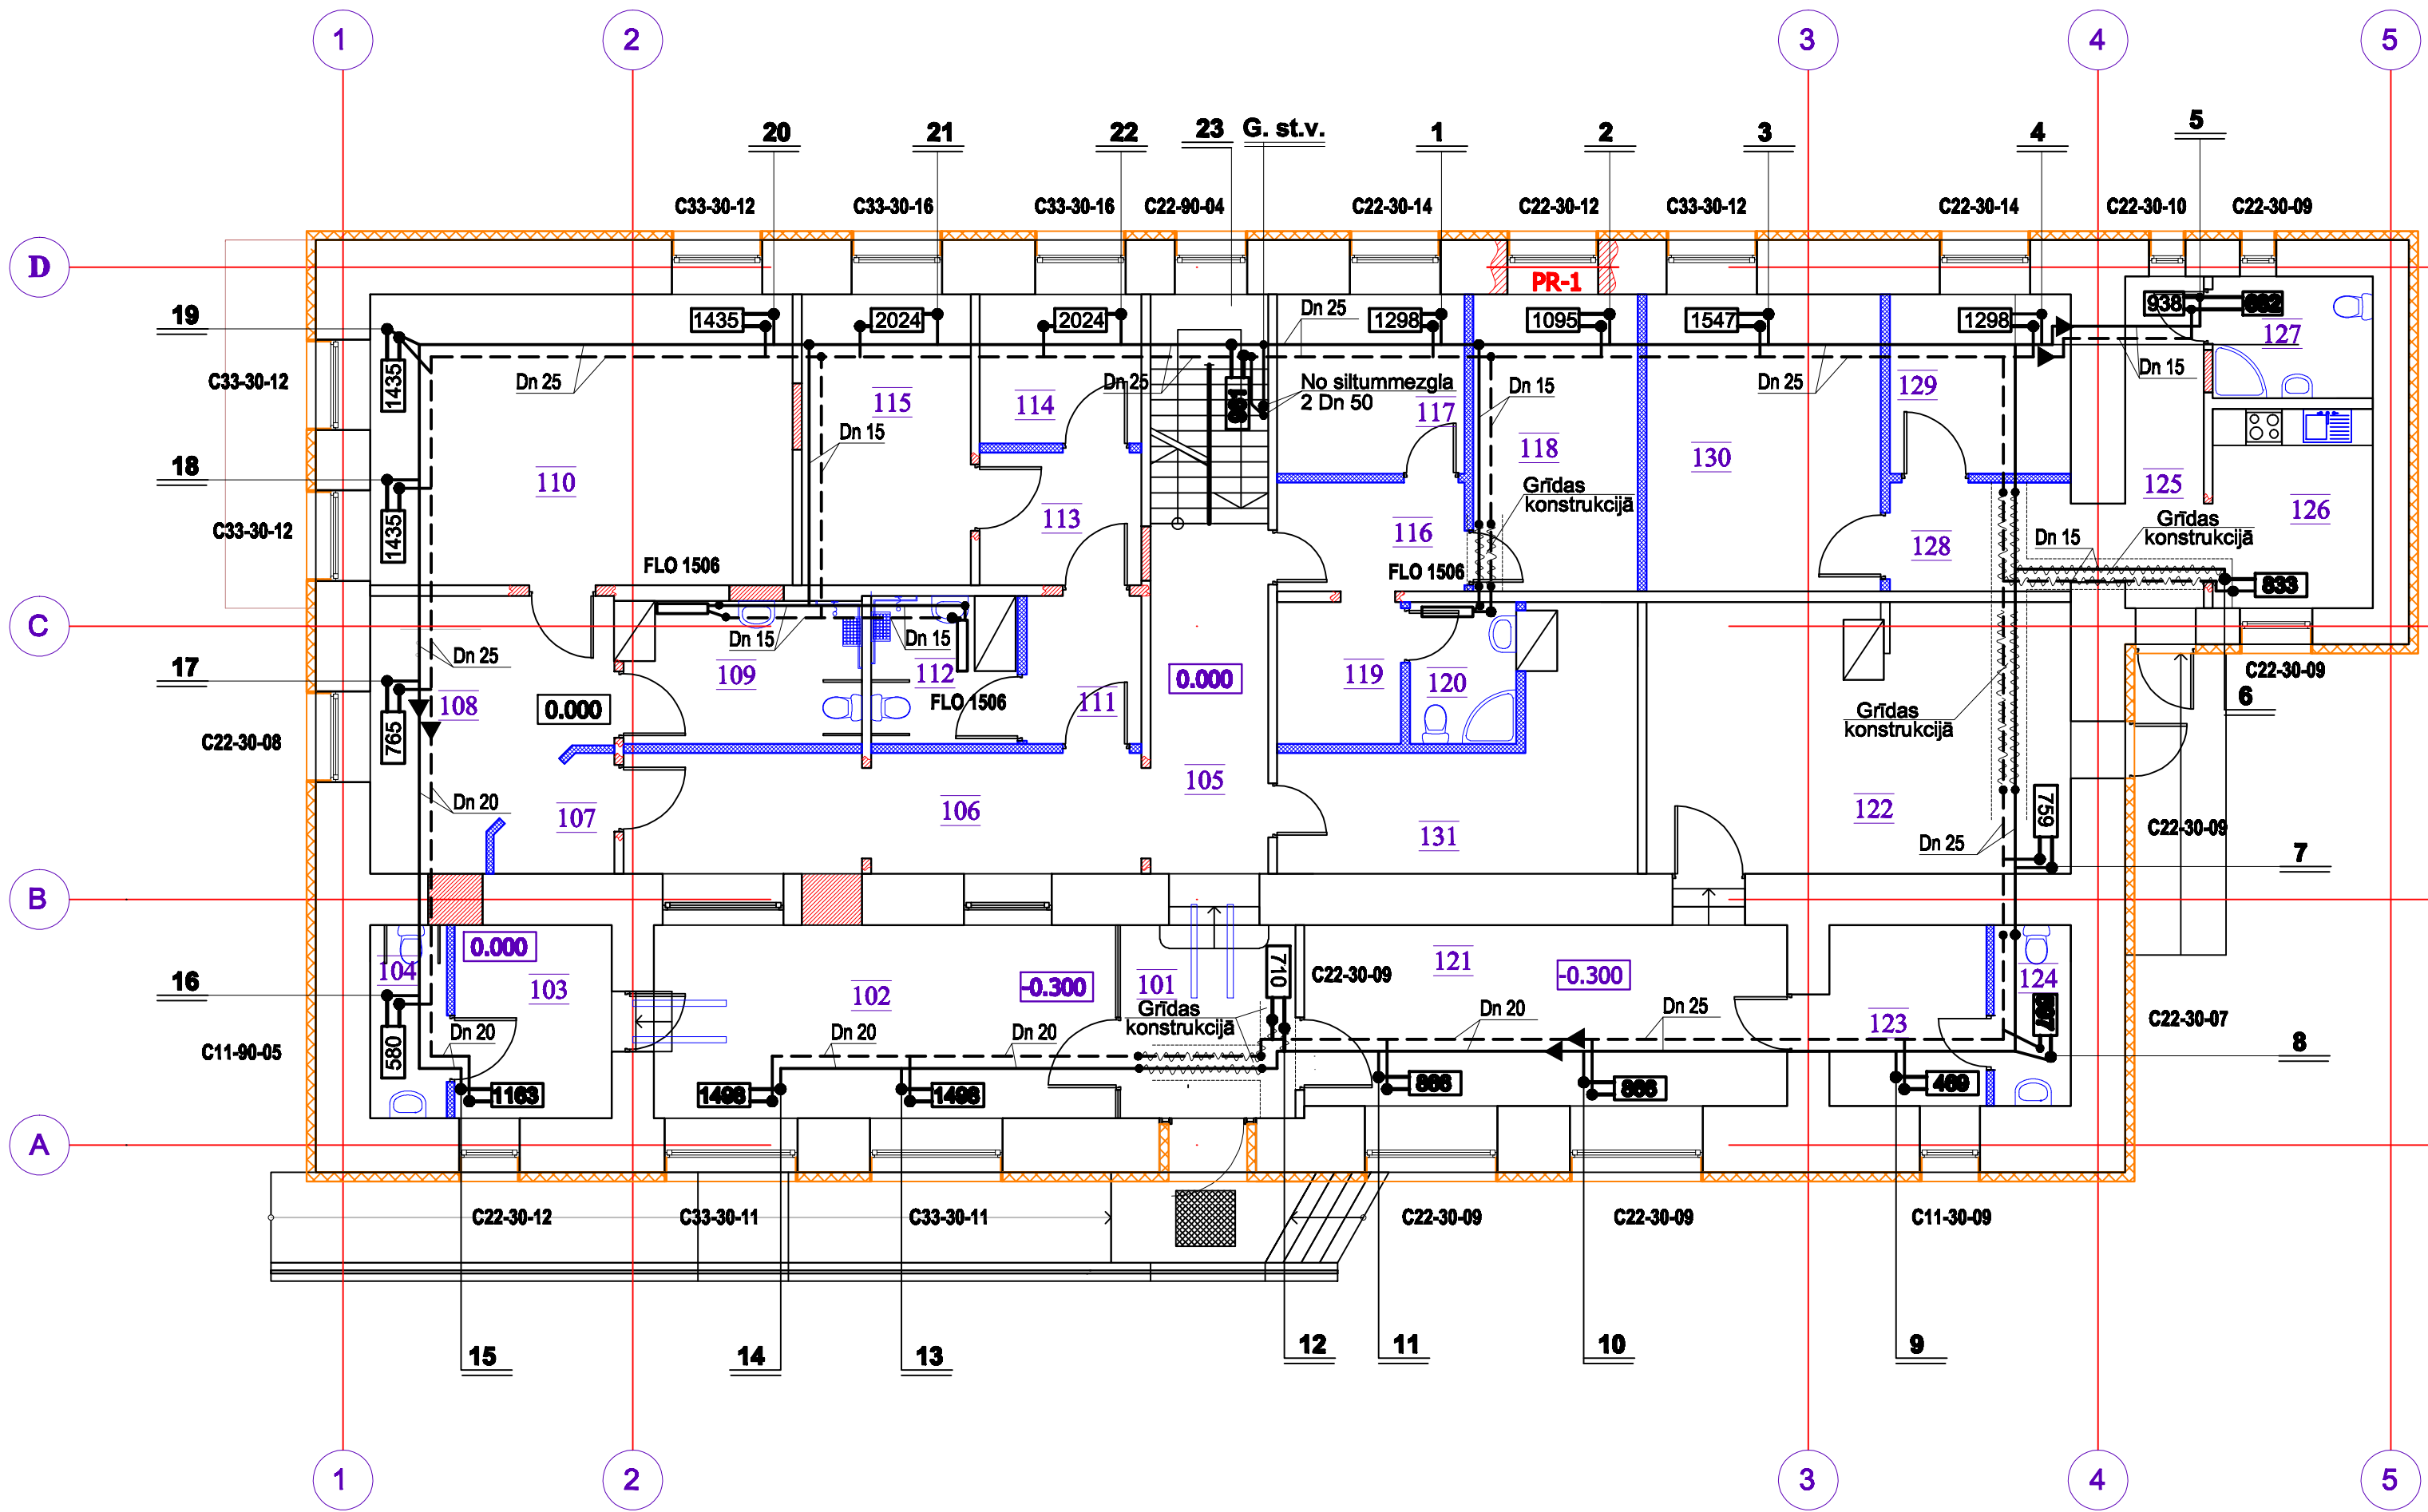 1 2 3 4 5
20 21 22 23 G. st.v. 1 2 3 4 5
C33-30-12 C33-30-16 C33-30-16 C22-90-04 C22-30-14 C22-30-12 C33-30-12 C22-30-14 C22-30-10 C22-30-09
D
PR-1
19
1435 2024 2024 Dn 25 1298 1095 1547 1298 938
127
C33-30-12
1435
Dn 25 Dn 25 Dn 25 Dn 15
No siltummezgla
2 Dn 50
Dn 15
115 114 117 129
Dn 15
18
110 118 130
1435
C33-30-12
Grīdas
konstrukcijā
113 116 128 125 126
Grīdas
konstrukcijā
Dn 15
FLO 1506 FLO 1506
833
C
Dn 15 Dn 15
Dn 25
17
109 112 0.000 119 120
C22-30-09
6
108 0.000 FLO 1506 111
765
C22-30-08
Grīdas
konstrukcijā
105
Dn 20
107 106 131 122
759
C22-30-09
Dn 25
7
B
0.000
104 103 102 -0.300 101
710
C22-30-09
121 -0.300 124
16
Grīdas
konstrukcijā
Dn 20 Dn 25
123
C22-30-07
Dn 20 Dn 20 Dn 20
C11-90-05
580
8
1163 1498 1498 866 866 469
A
C22-30-12 C33-30-11 C33-30-11 C22-30-09 C22-30-09 C11-30-09
15 14 13 12 11 10 9
1 2 3 4 5